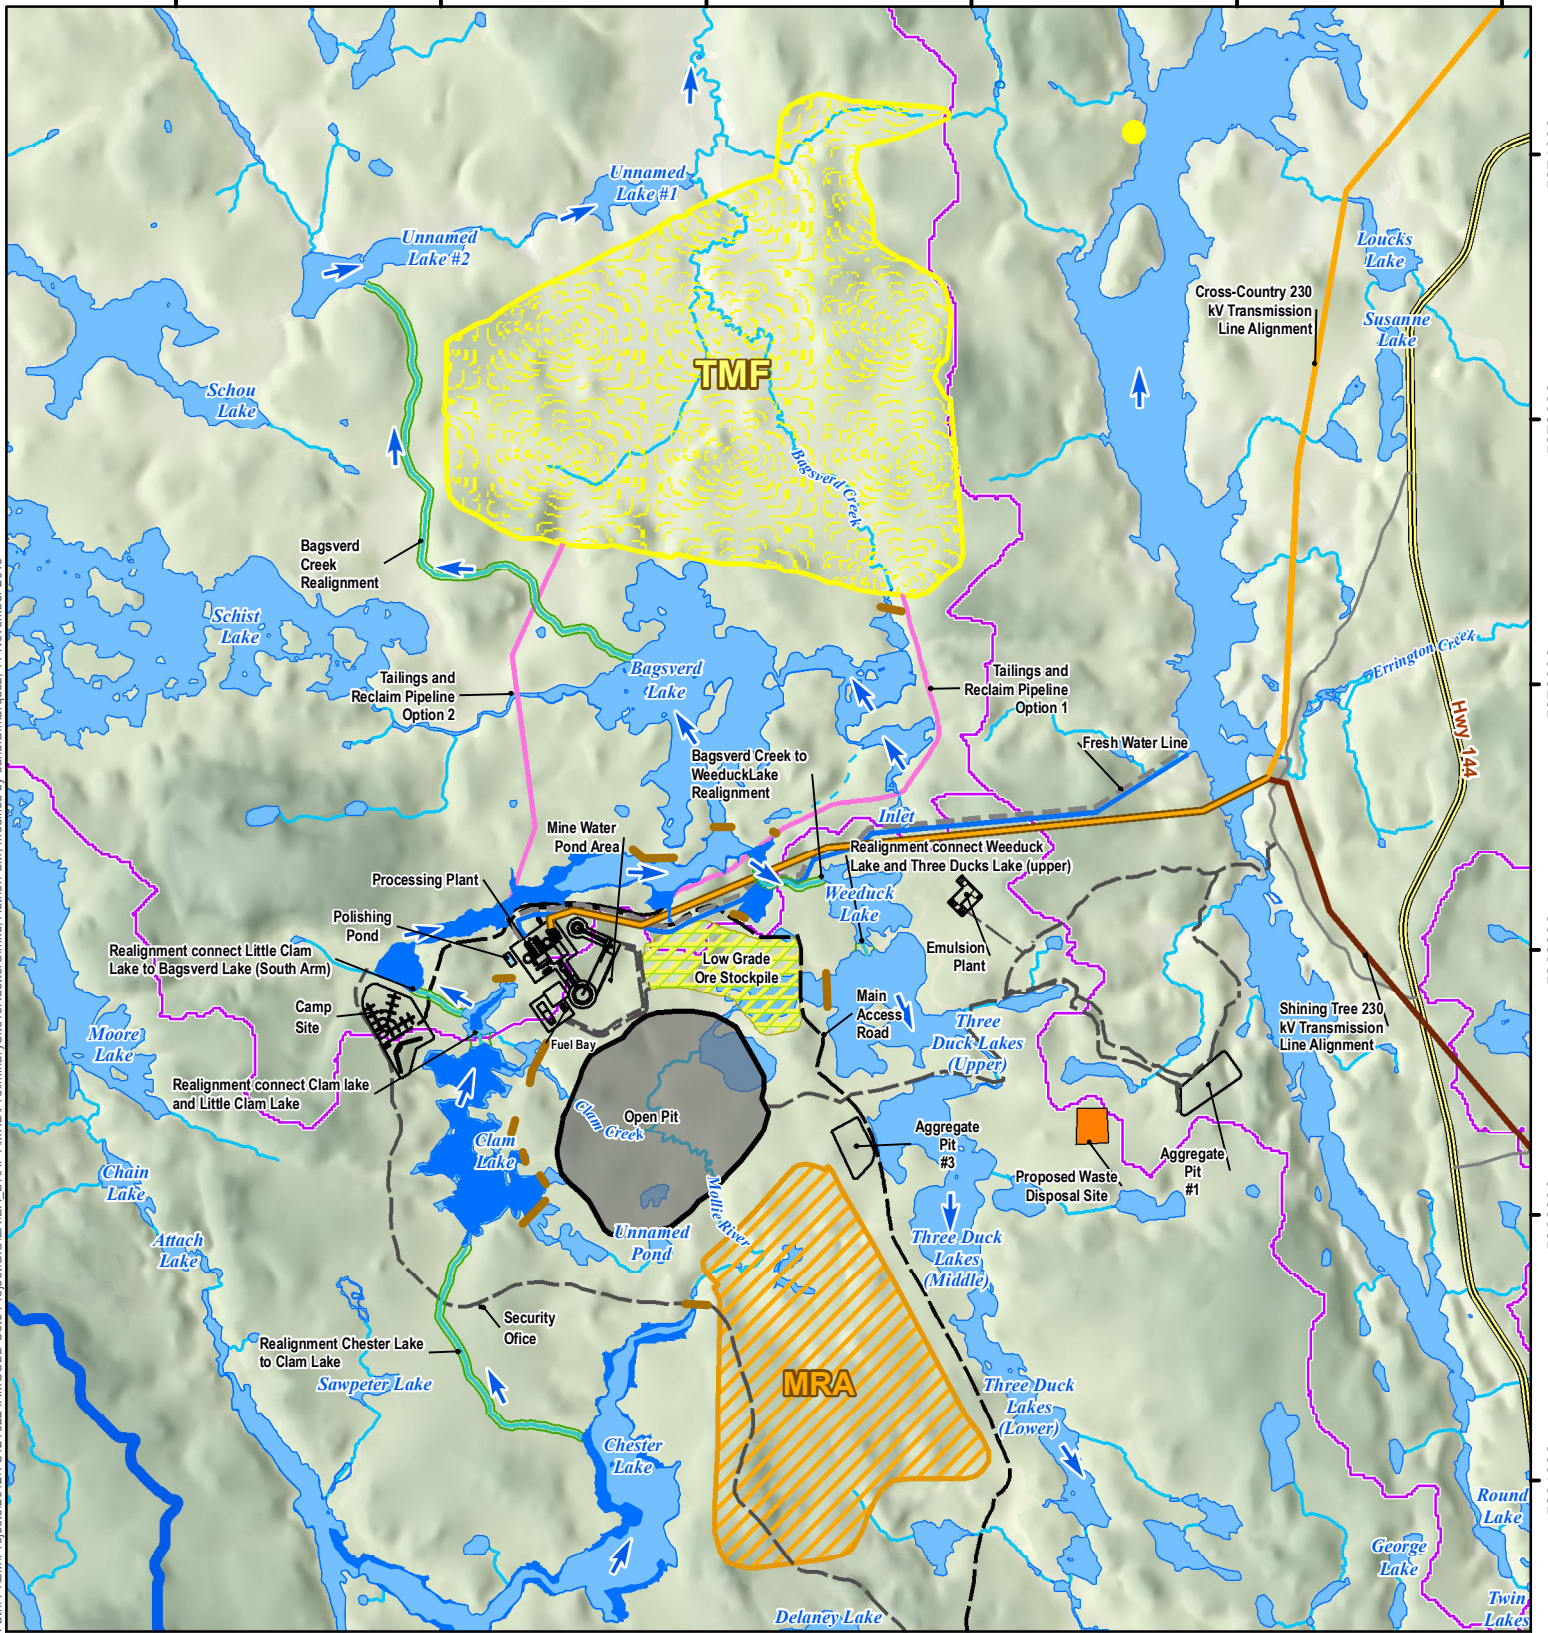 Unnamed
Lake #1
Unnamed
Lake #2
Loucks
Lake
Cross-Country 230
kV Transmission
Line Alignment
Susanne
Lake
TMF
Schou
Lake
Bagsverd Creek
Bagsverd
Creek
Realignment
Schist
Lake
Errington Creek
Bagsverd
Lake
Tailings and
Reclaim Pipeline
Option 2
Tailings and
Reclaim Pipeline
Option 1
Hwy 144
Fresh Water Line
Bagsverd Creek to
WeeduckLake
Realignment
Inlet
Mine Water
Pond Area
Realignment connect Weeduck
Lake and Three Ducks Lake (upper)
Processing Plant
Weeduck
Lake
Polishing
Pond
Emulsion
Plant
Realignment connect Little Clam
Lake to Bagsverd Lake (South Arm)
Low Grade
Ore Stockpile
Camp
Site
Main
Access
Road
Shining Tree 230
kV Transmission
Line Alignment
Three
Duck Lakes
(Upper)
Moore
Lake
Fuel Bay
Realignment connect Clam lake
and Little Clam Lake
Clam Creek
Open Pit
Aggregate
Pit
#3
Clam
Lake
Aggregate
Pit
#1
Proposed Waste
Disposal Site
Chain
Lake
Mollie River
Unnamed
Pond
Attach
Lake
Three Duck
Lakes
(Middle)
Security
Ofice
Realignment Chester Lake
to Clam Lake
Sawpeter Lake
MRA
Three Duck
Lakes
(Lower)
Chester
Lake
Round
Lake
George
Lake
Twin
Lakes
Delaney Lake